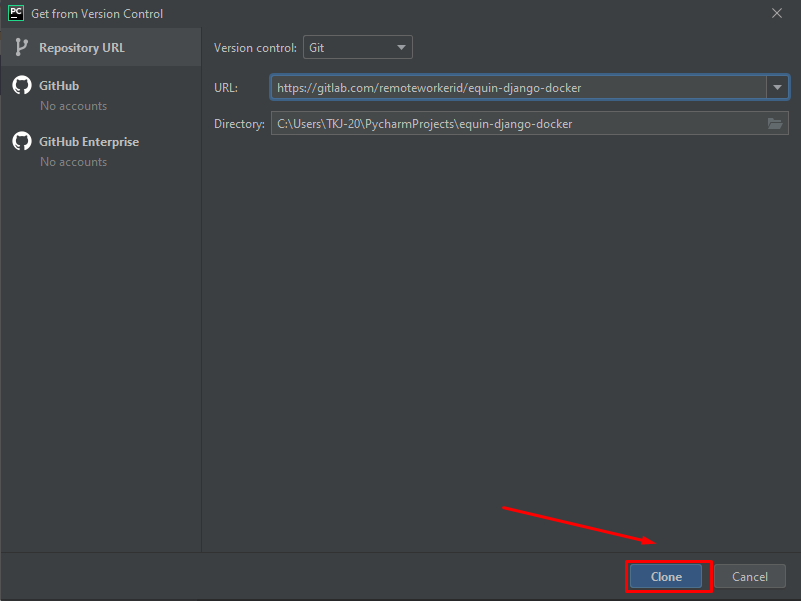 PC Get from Version Control
Repository URL
GitHub
No accounts
GitHub Enterprise
No accounts
Version control: Git
URL: https://gitlab.com/remoteworkerid/equin-django-docker
Directory: C:\Users\TKJ-20\PycharmProjects\equin-django-docker
Clone Cancel